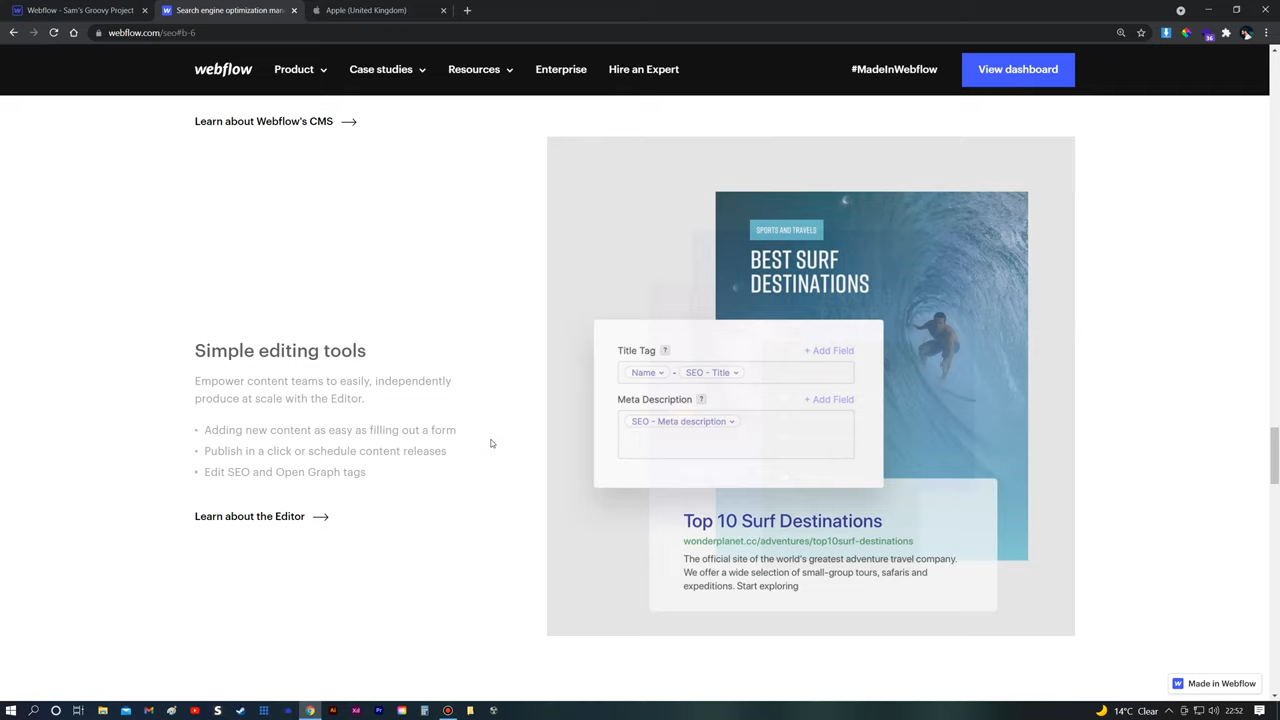 Webflow - Sam's Groovy Project
Search engine optimization man
Apple (United Kingdom)
webflow.com/seo#b-6
36
webflow
Product
Case studies
Resources
Enterprise
Hire an Expert
#MadeInWebflow
View dashboard
Learn about Webflow's CMS
SPORTS AND TRAVELS
BEST SURF
DESTINATIONS
Simple editing tools
Empower content teams to easily, independently
produce at scale with the Editor.
Adding new content as easy as filling out a form
Publish in a click or schedule content releases
Edit SEO and Open Graph tags
Learn about the Editor
Title Tag ? + Add Field
Name - SEO - Title
Meta Description ? + Add Field
SEO - Meta description
Top 10 Surf Destinations
wonderplanet.cc/adventures/top10surf-destinations
The official site of the world's greatest adventure travel company.
We offer a wide selection of small-group tours, safaris and
expeditions. Start exploring
Made in Webflow
14°C Clear
22:52